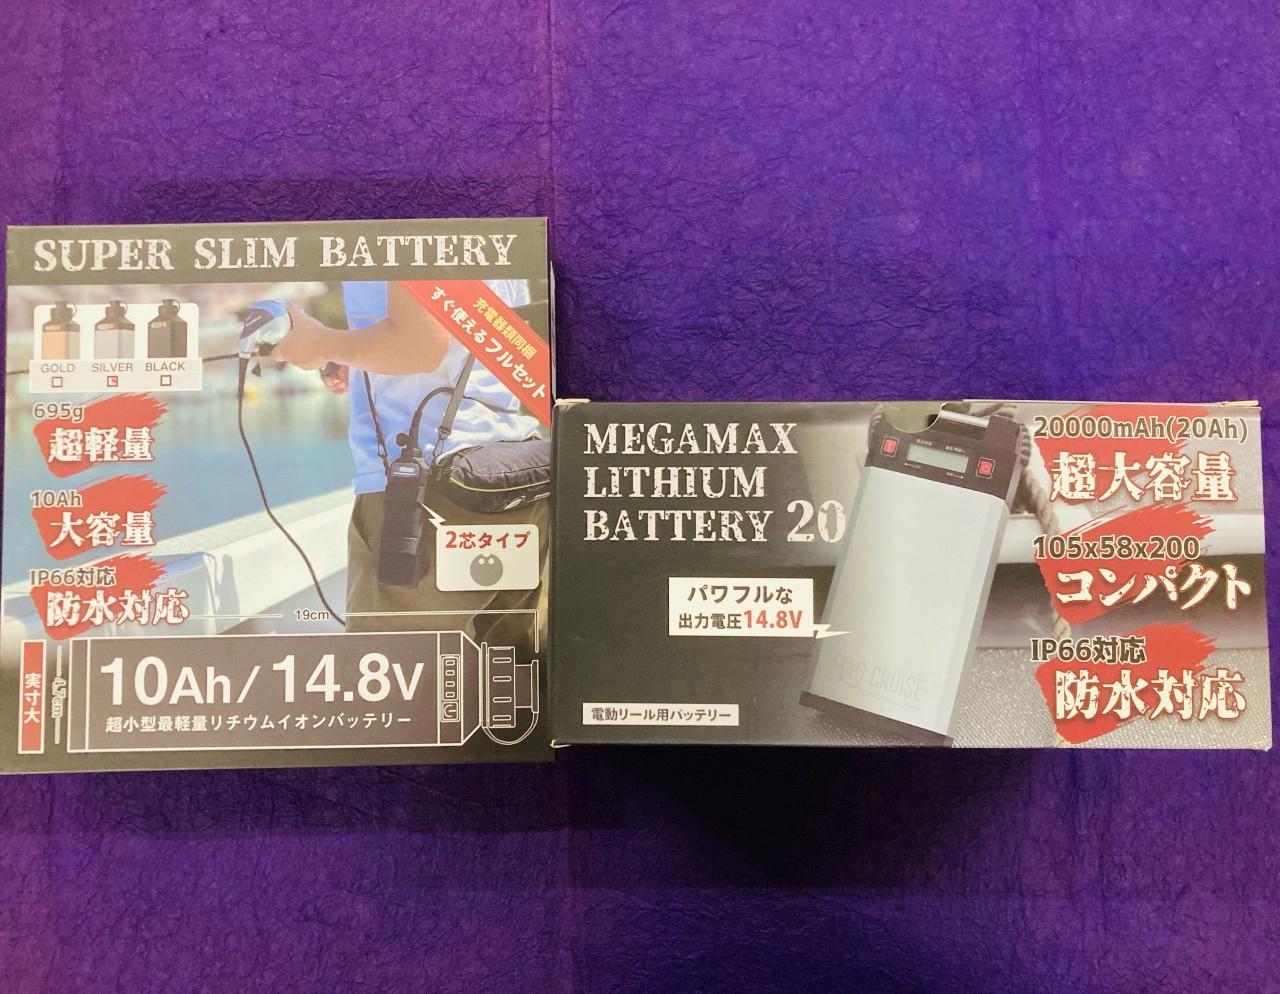 SUPER SLIM BATTERY
GOLD SILVER BLACK
充電器類同梱
すぐ使えるフルセット
695g
超軽量
10Ah
大容量
IP66対応
防水対応
2芯タイプ
19cm
実寸大
4.7cm
10Ah/14.8V
超小型最軽量リチウムイオンバッテリー
MEGAMAX
LITHIUM
BATTERY 20
パワフルな
出力電圧14.8V
電動リール用バッテリー
MAG CRUISE
20000mAh(20Ah)
超大容量
105x58x200
コンパクト
IP66対応
防水対応